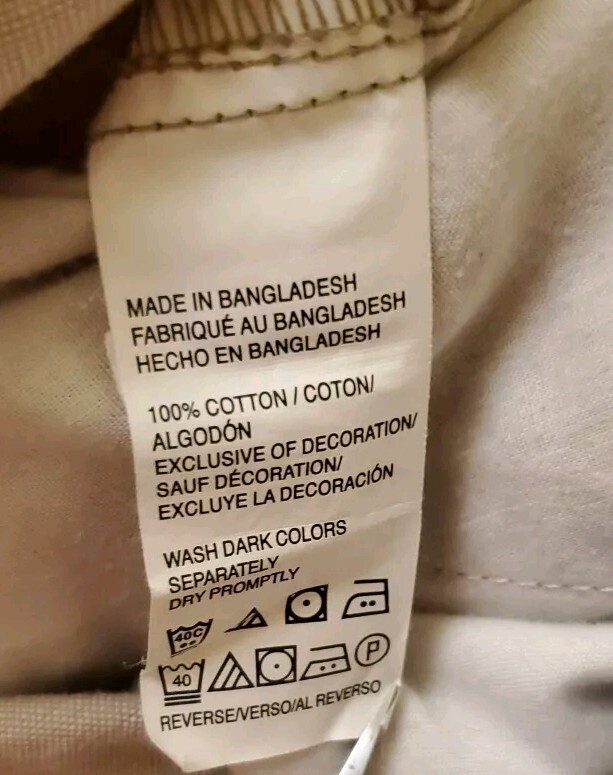 MADE IN BANGLADESH
FABRIQUÉ AU BANGLADESH
HECHO EN BANGLADESH
100% COTTON / COTON/
ALGODÓN
EXCLUSIVE OF DECORATION/
SAUF DÉCORATION/
EXCLUYE LA DECORACIÓN
WASH DARK COLORS
SEPARATELY
DRY PROMPTLY
40C
40 P
REVERSE/VERSO/AL REVERSO